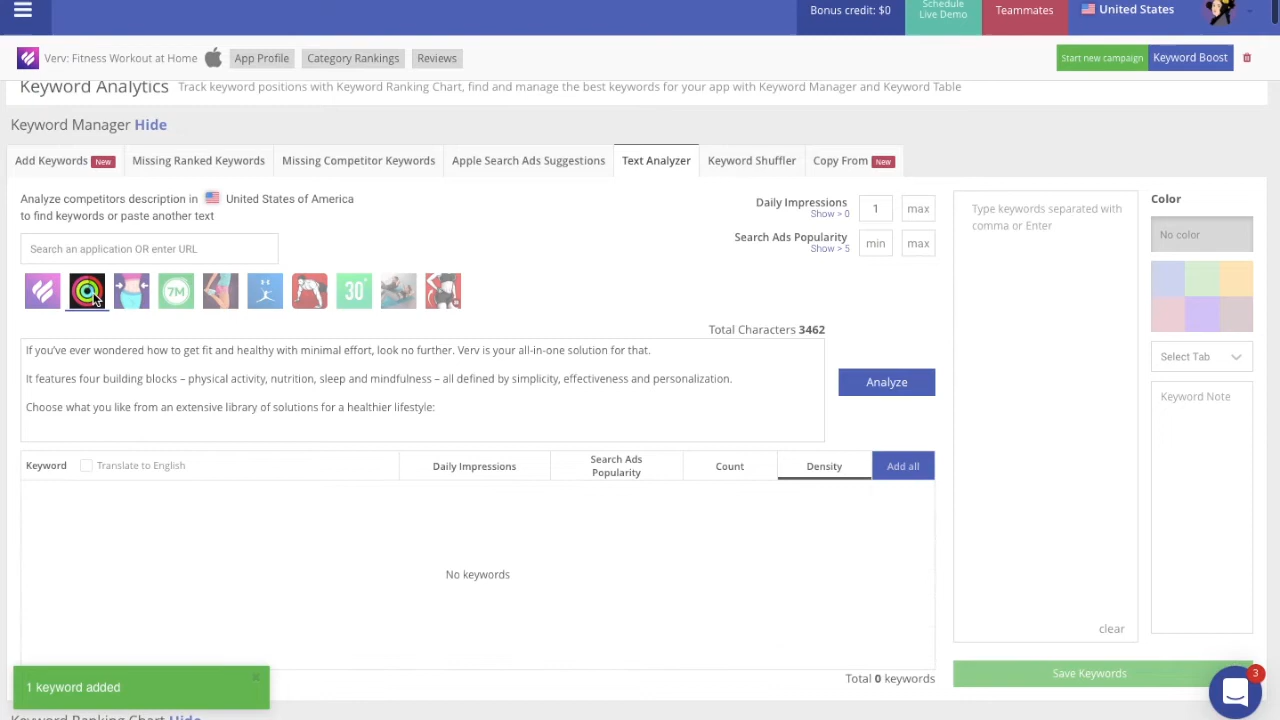 Bonus credit: $0
Schedule
Live Demo
Teammates
United States
Verv: Fitness Workout at Home
App Profile
Category Rankings
Reviews
Start new campaign
Keyword Boost
Keyword Analytics
Track keyword positions with Keyword Ranking Chart, find and manage the best keywords for your app with Keyword Manager and Keyword Table
Keyword Manager Hide
Add Keywords New
Missing Ranked Keywords
Missing Competitor Keywords
Apple Search Ads Suggestions
Text Analyzer
Keyword Shuffler
Copy From New
Analyze competitors description in United States of America
to find keywords or paste another text
Search an application OR enter URL
Daily Impressions
Show > 0
1
max
Search Ads Popularity
Show > 5
min
max
7M
30
Total Characters 3462
If you've ever wondered how to get fit and healthy with minimal effort, look no further. Verv is your all-in-one solution for that.
It features four building blocks – physical activity, nutrition, sleep and mindfulness – all defined by simplicity, effectiveness and personalization.
Choose what you like from an extensive library of solutions for a healthier lifestyle:
Analyze
Keyword
Translate to English
Daily Impressions
Search Ads
Popularity
Count
Density
Add all
No keywords
Total 0 keywords
Type keywords separated with
comma or Enter
clear
Color
No color
Select Tab
Keyword Note
Save Keywords
3
1 keyword added
Keyword Ranking Chart Hide